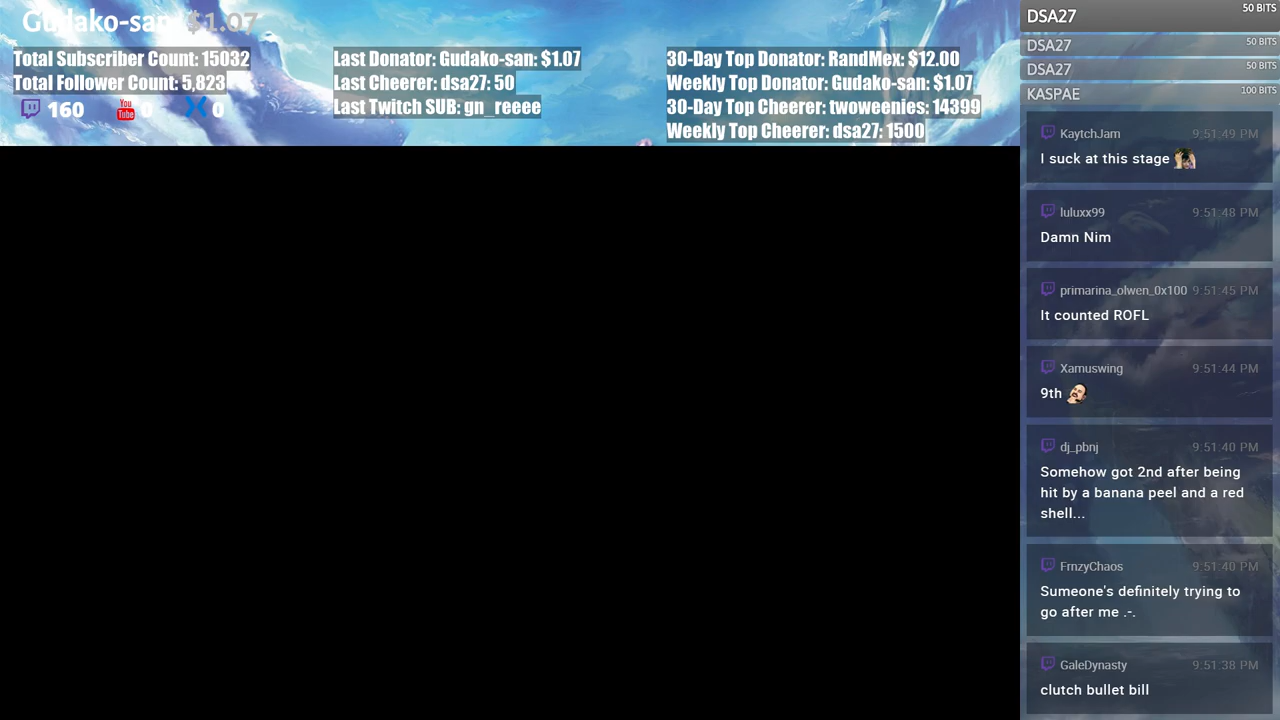 Gudako-san $1.07
Total Subscriber Count: 15032
Total Follower Count: 5,823
160
You Tube 0
0
Last Donator: Gudako-san: $1.07
Last Cheerer: dsa27: 50
Last Twitch SUB: gn_reeee
30-Day Top Donator: RandMex: $12.00
Weekly Top Donator: Gudako-san: $1.07
30-Day Top Cheerer: twoweenies: 14399
Weekly Top Cheerer: dsa27: 1500
DSA27 50 BITS
DSA27 50 BITS
DSA27 50 BITS
KASPAE 100 BITS
KaytchJam 9:51:49 PM
I suck at this stage
luluxx99 9:51:48 PM
Damn Nim
primarina_olwen_0x100 9:51:45 PM
It counted ROFL
Xamuswing 9:51:44 PM
9th
dj_pbnj 9:51:40 PM
Somehow got 2nd after being
hit by a banana peel and a red
shell...
FrnzyChaos 9:51:40 PM
Sumeone's definitely trying to
go after me .-.
GaleDynasty 9:51:38 PM
clutch bullet bill